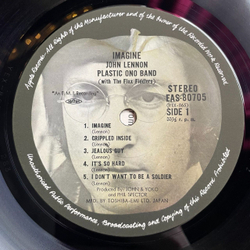 Apple Records. All Rights of the Manufacturer and of the Owner of the Recorded Work Reserved
IMAGINE
JOHN LENNON
PLASTIC ONO BAND
(with The Flux Fiddlers)
STEREO
EAS-80705
SIDE 1
33⅓ r. p. m.
1. IMAGINE
(Lennon)
2. CRIPPLED INSIDE
(Lennon)
3. JEALOUS GUY
(Lennon)
4. IT'S SO HARD
(Lennon)
5. I DON'T WANT TO BE A SOLDIER
(Lennon)
Produced by: JOHN & YOKO
and PHIL SPECTOR
MFD. BY TOSHIBA-EMI LTD. JAPAN
Unauthorised Public Performance, Broadcasting and Copying of this Record Prohibited